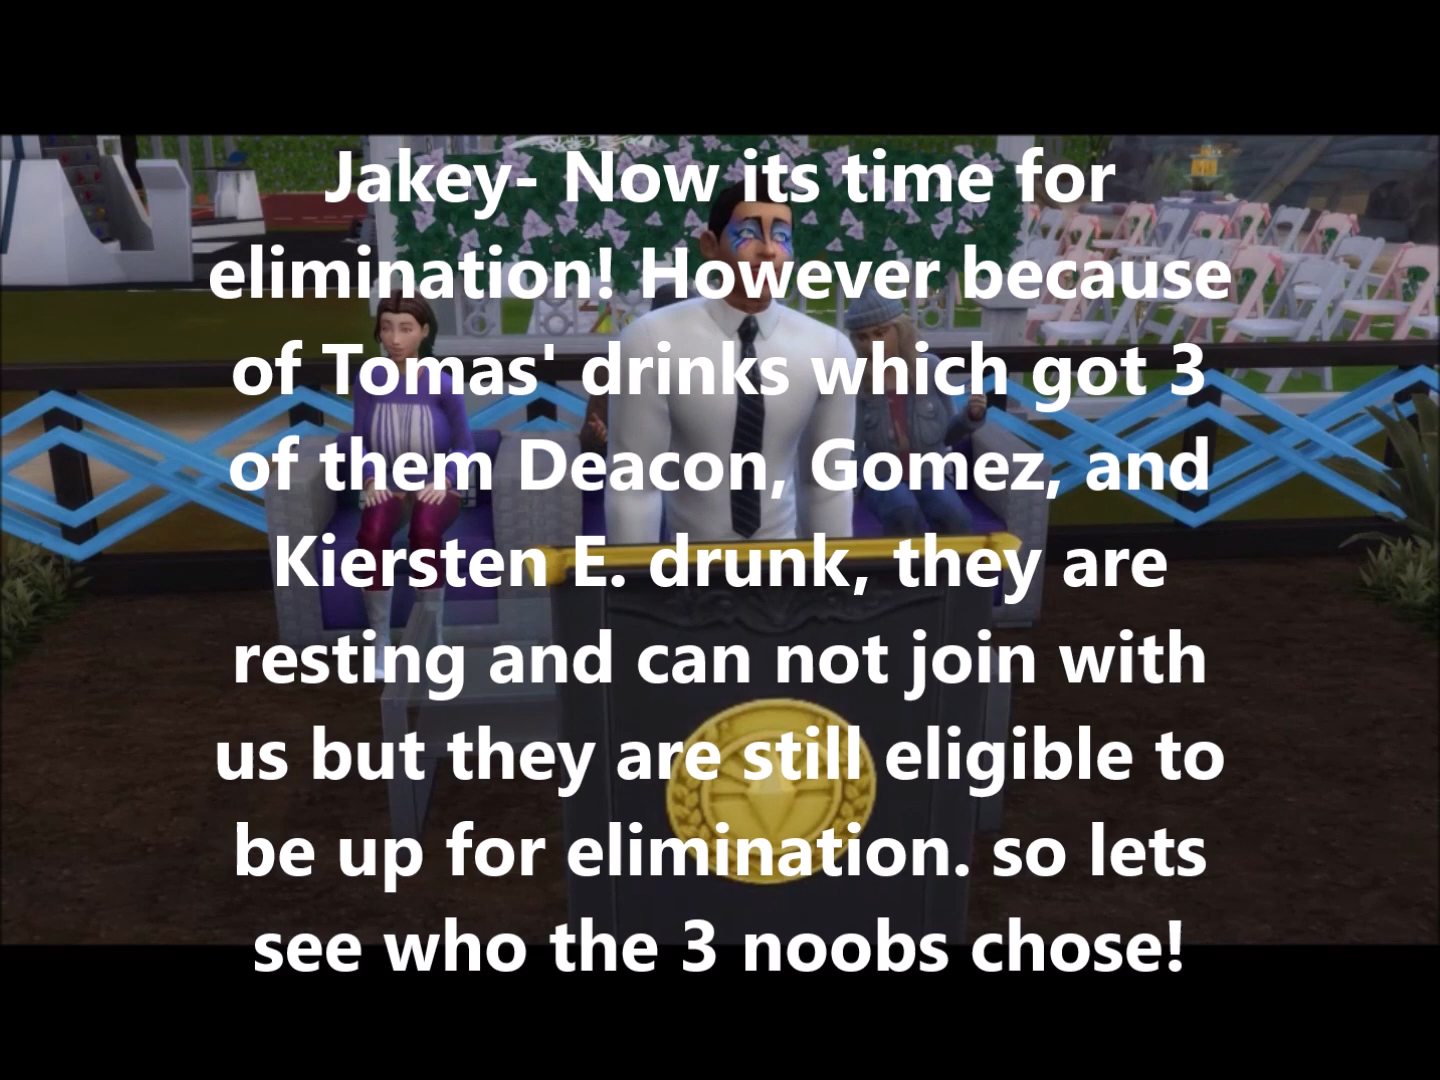 Jakey- Now its time for
elimination! However because
of Tomas' drinks which got 3
of them Deacon, Gomez, and
Kiersten E. drunk, they are
resting and can not join with
us but they are still eligible to
be up for elimination. so lets
see who the 3 noobs chose!